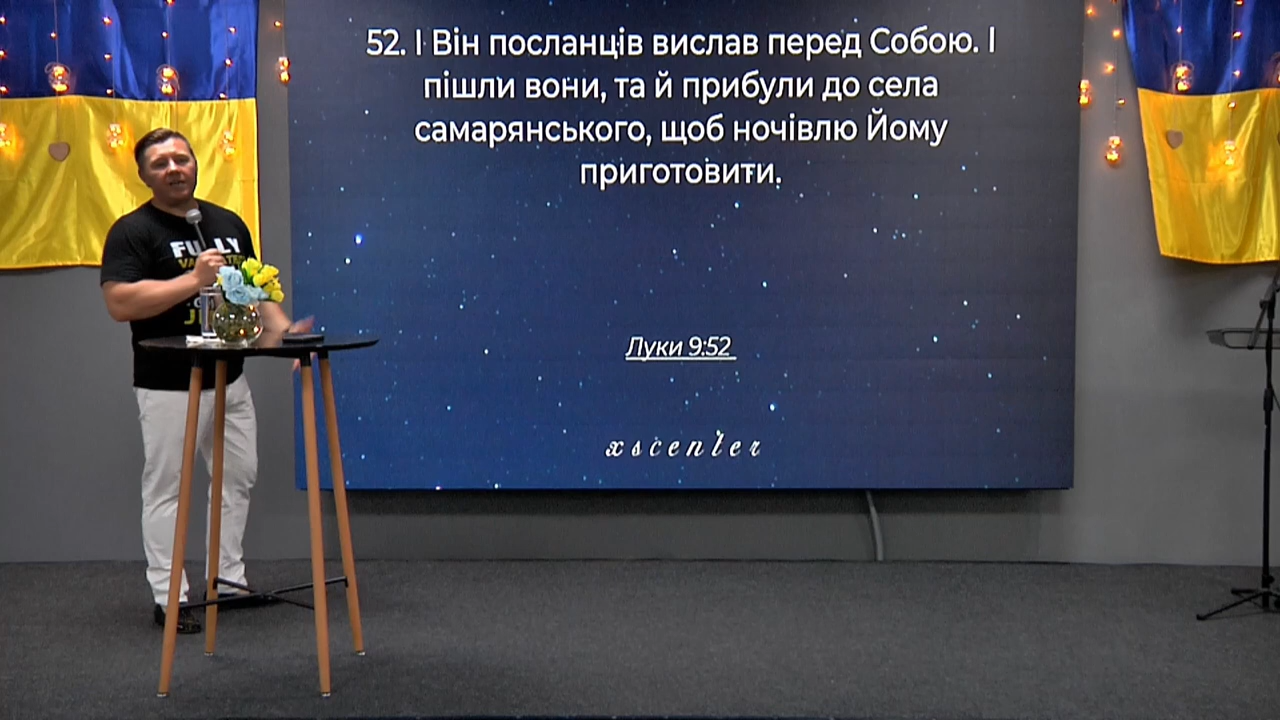 52. І Він посланців вислав перед Собою. І
пішли вони, та й прибули до села
самарянського, щоб ночівлю Йому
приготовити.
Луки 9:52
xscenter
FULLY